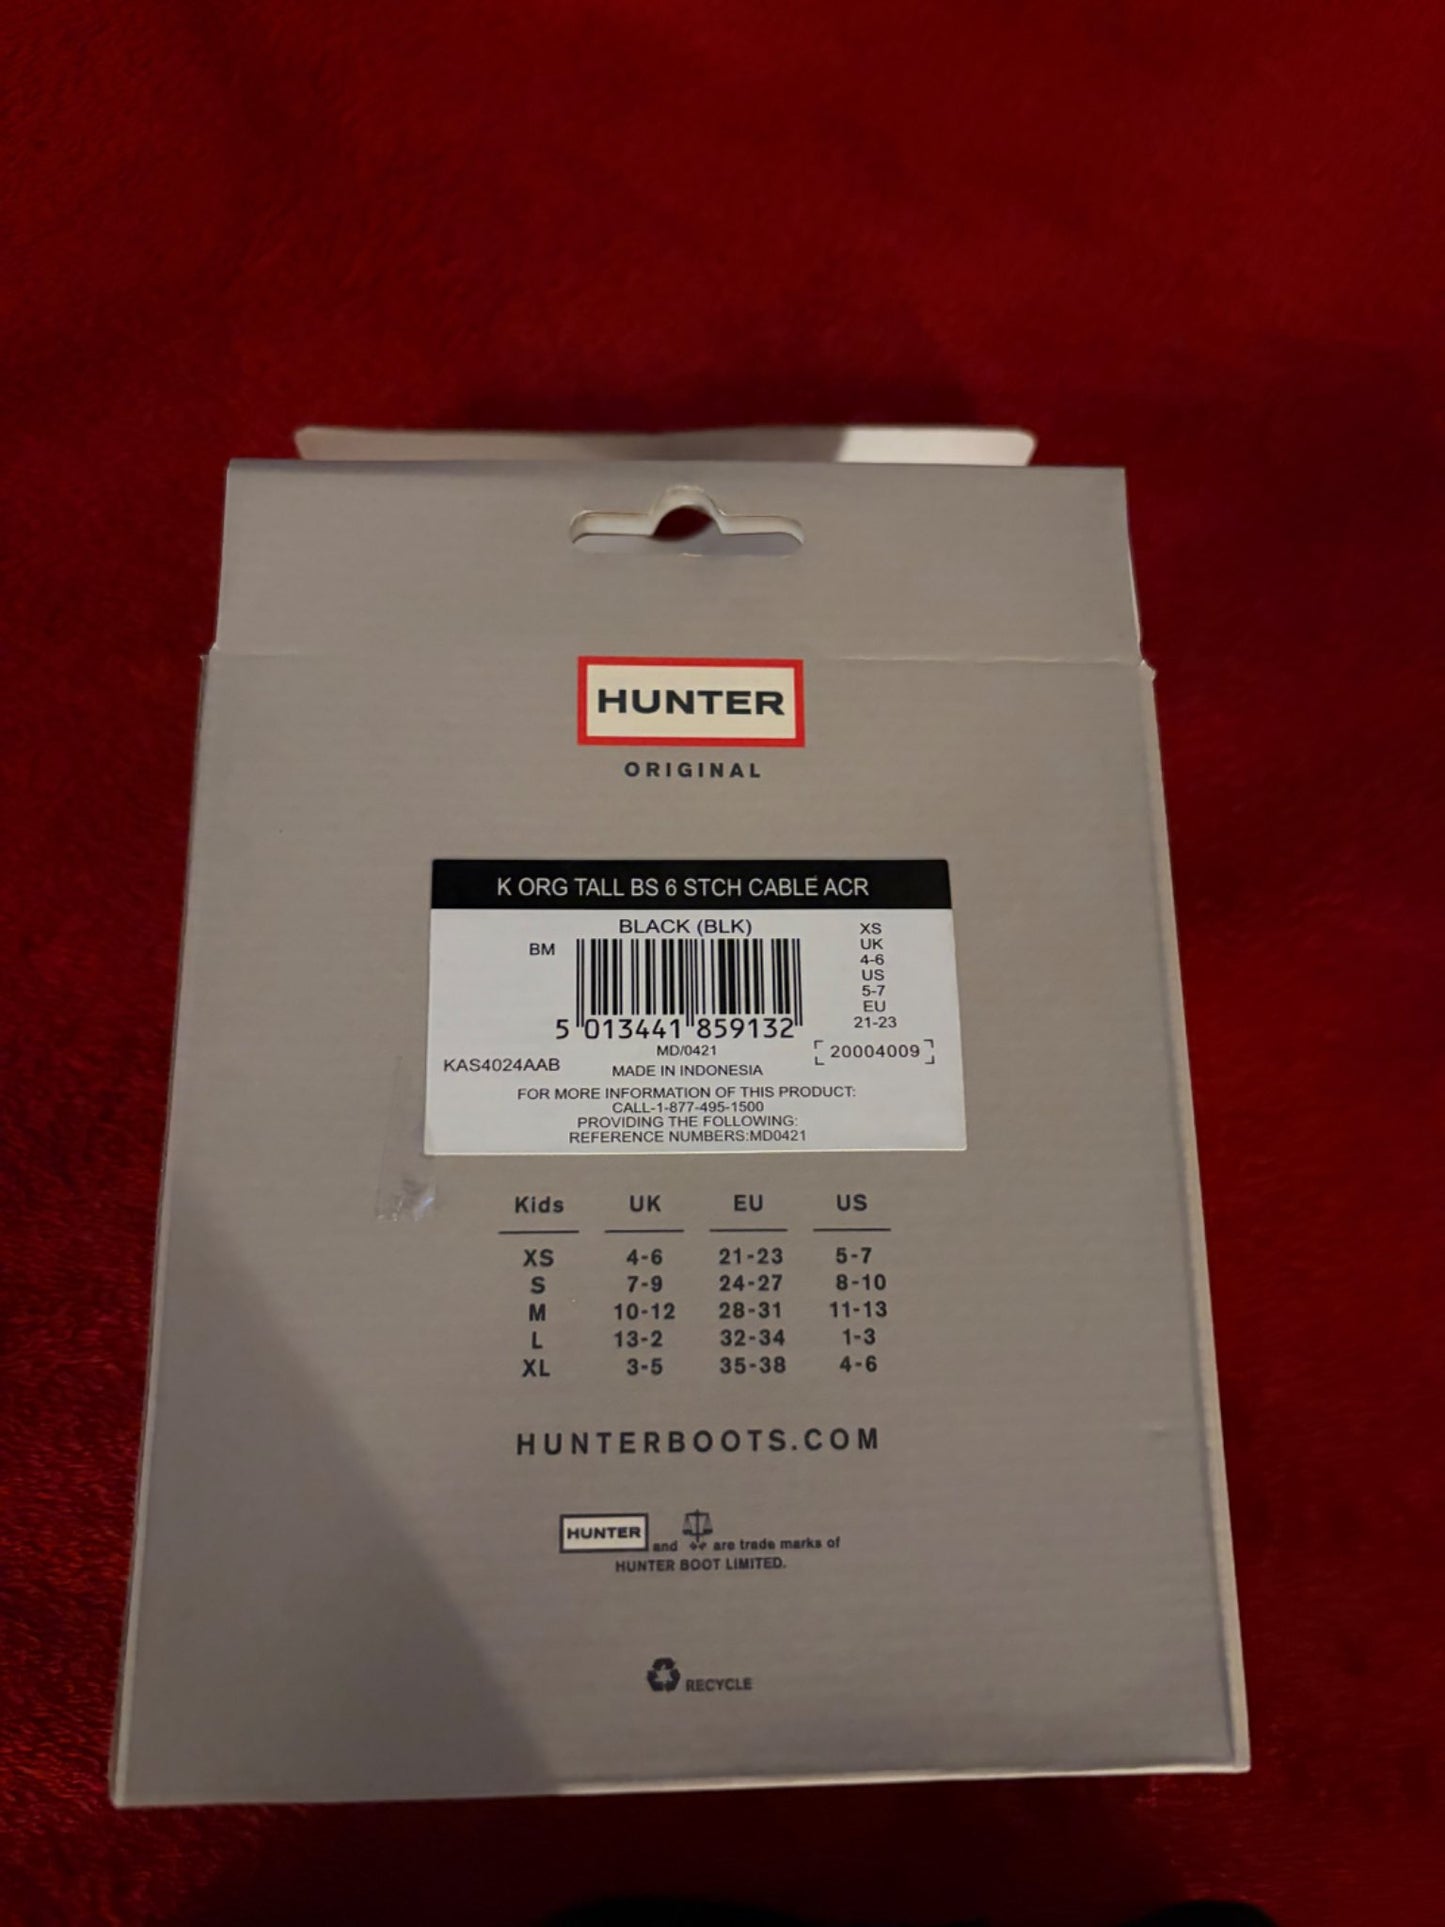 HUNTER
ORIGINAL
K ORG TALL BS 6 STCH CABLE ACR
BLACK (BLK)
BM
5 013441 859132
MD/0421
KAS4024AAB
MADE IN INDONESIA
XS
UK
4-6
US
5-7
EU
21-23
20004009
FOR MORE INFORMATION OF THIS PRODUCT:
CALL-1-877-495-1500
PROVIDING THE FOLLOWING:
REFERENCE NUMBERS:MD0421
Kids UK EU US
XS 4-6 21-23 5-7
S 7-9 24-27 8-10
M 10-12 28-31 11-13
L 13-2 32-34 1-3
XL 3-5 35-38 4-6
HUNTERBOOTS.COM
HUNTER and are trade marks of
HUNTER BOOT LIMITED.
RECYCLE